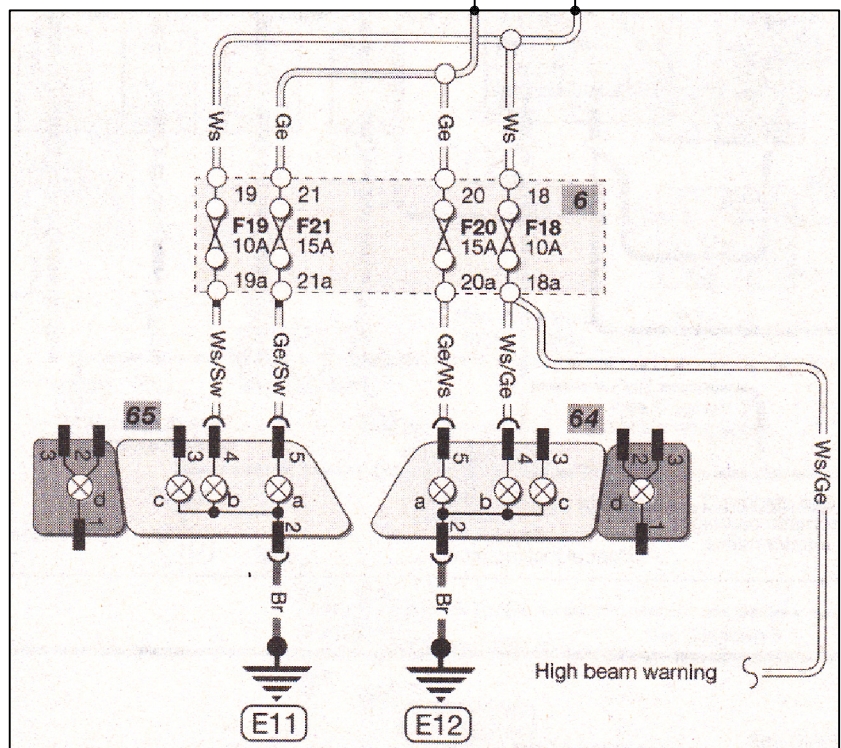 Ws
Ge
Ge
Ws
19
21
20
18
6
F19
F21
F20
F18
10A
15A
15A
10A
19a
21a
20a
18a
Ws/Sw
Ge/Sw
Ge/Ws
Ws/Ge
Ws/Ge
65
64
3
2
3
4
5
5
4
3
2
3
d
c
b
a
a
b
c
d
1
2
2
1
Br
Br
High beam warning
E11
E12